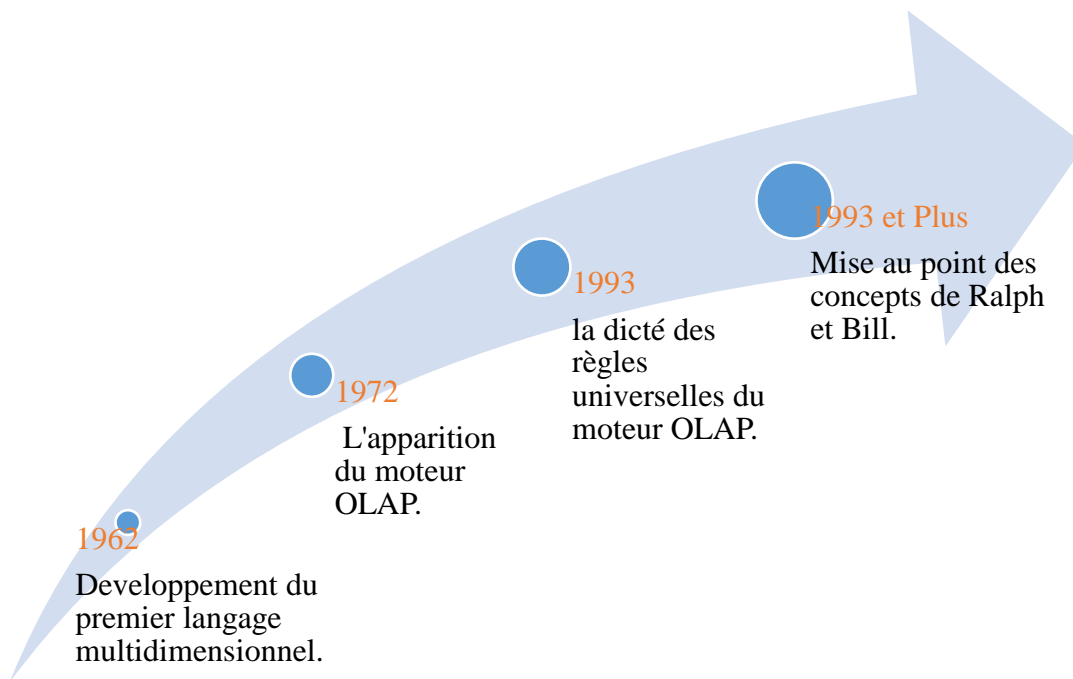 1962
Developpement du
premier langage
multidimensionnel.
1972
L'apparition
du moteur
OLAP.
1993
la dicté des
règles
universelles du
moteur OLAP.
1993 et Plus
Mise au point des
concepts de Ralph
et Bill.